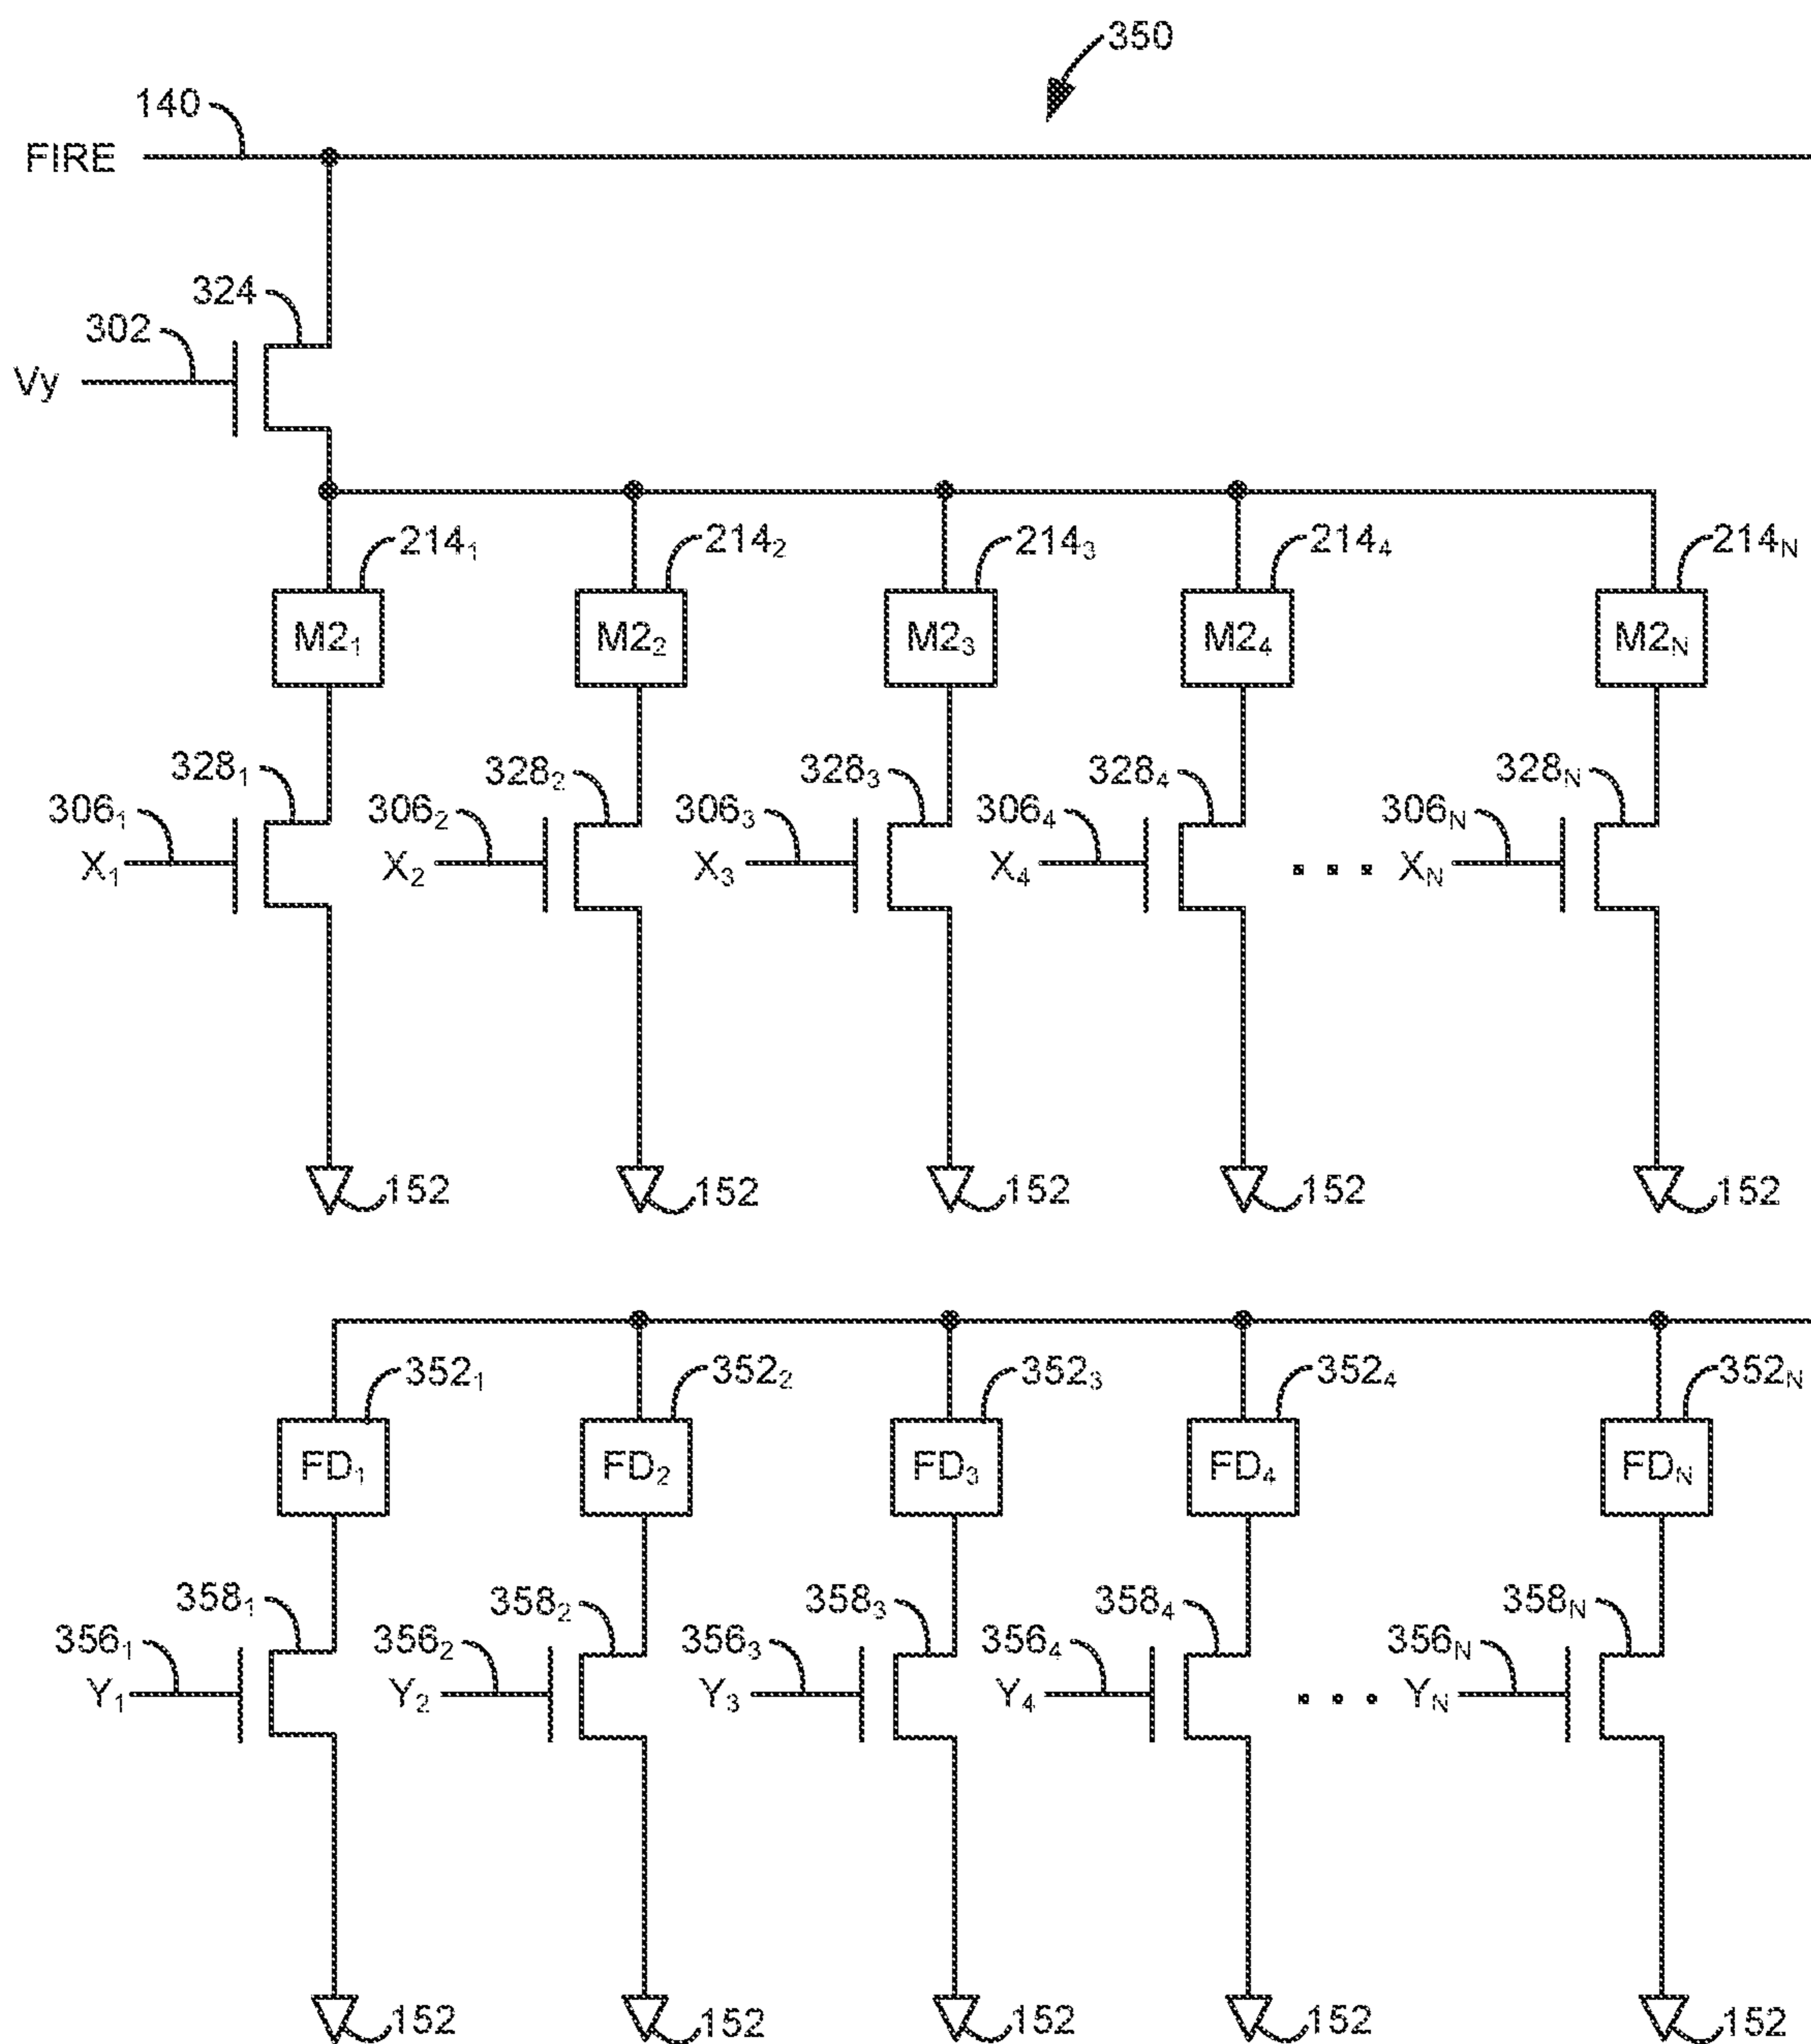 350
140
FIRE
324
302
Vy
214₁ 214₂ 214₃ 214₄ 214N
M2₁ M2₂ M2₃ M2₄ M2N
328₁ 328₂ 328₃ 328₄ 328N
306₁ 306₂ 306₃ 306₄ 306N
X₁ X₂ X₃ X₄ . . . XN
152 152 152 152 152
352₁ 352₂ 352₃ 352₄ 352N
FD₁ FD₂ FD₃ FD₄ FDN
358₁ 358₂ 358₃ 358₄ 358N
356₁ 356₂ 356₃ 356₄ 356N
Y₁ Y₂ Y₃ Y₄ . . . YN
152 152 152 152 152